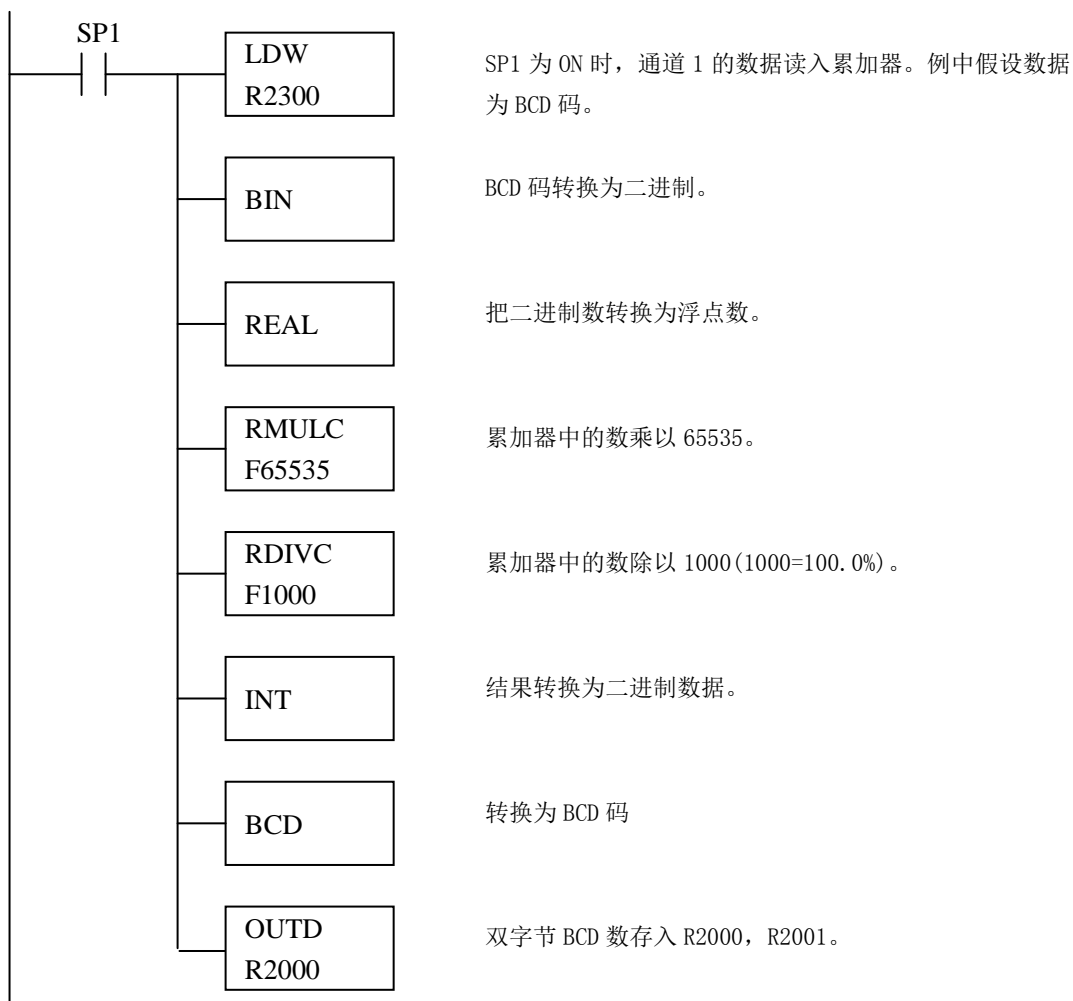 SP1
LDW
R2300
SP1 为 ON 时，通道 1 的数据读入累加器。例中假设数据
为 BCD 码。
BIN
BCD 码转换为二进制。
REAL
把二进制数转换为浮点数。
RMULC
F65535
累加器中的数乘以 65535。
RDIVC
F1000
累加器中的数除以 1000(1000=100.0%)。
INT
结果转换为二进制数据。
BCD
转换为 BCD 码
OUTD
R2000
双字节 BCD 数存入 R2000，R2001。